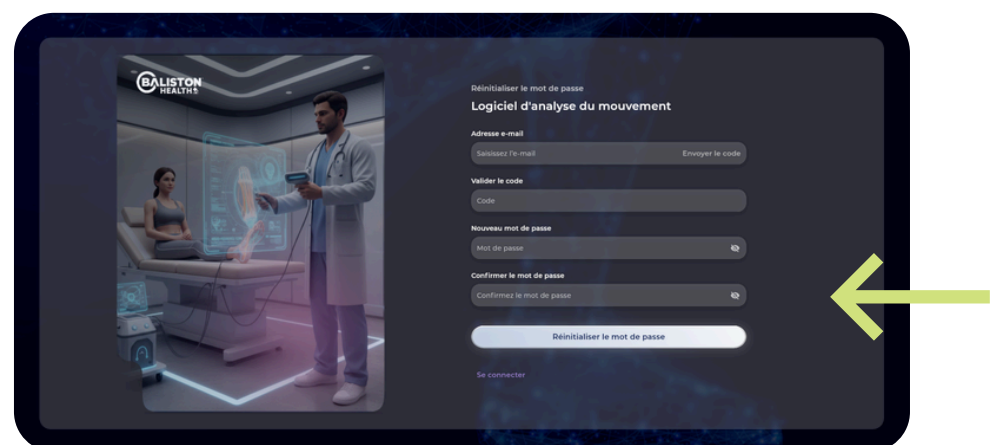 BALISTON
HEALTH
Réinitialiser le mot de passe
Logiciel d'analyse du mouvement
Adresse e-mail
Saisissez l'e-mail Envoyer le code
Valider le code
Code
Nouveau mot de passe
Mot de passe
Confirmer le mot de passe
Confirmez le mot de passe
Réinitialiser le mot de passe
Se connecter